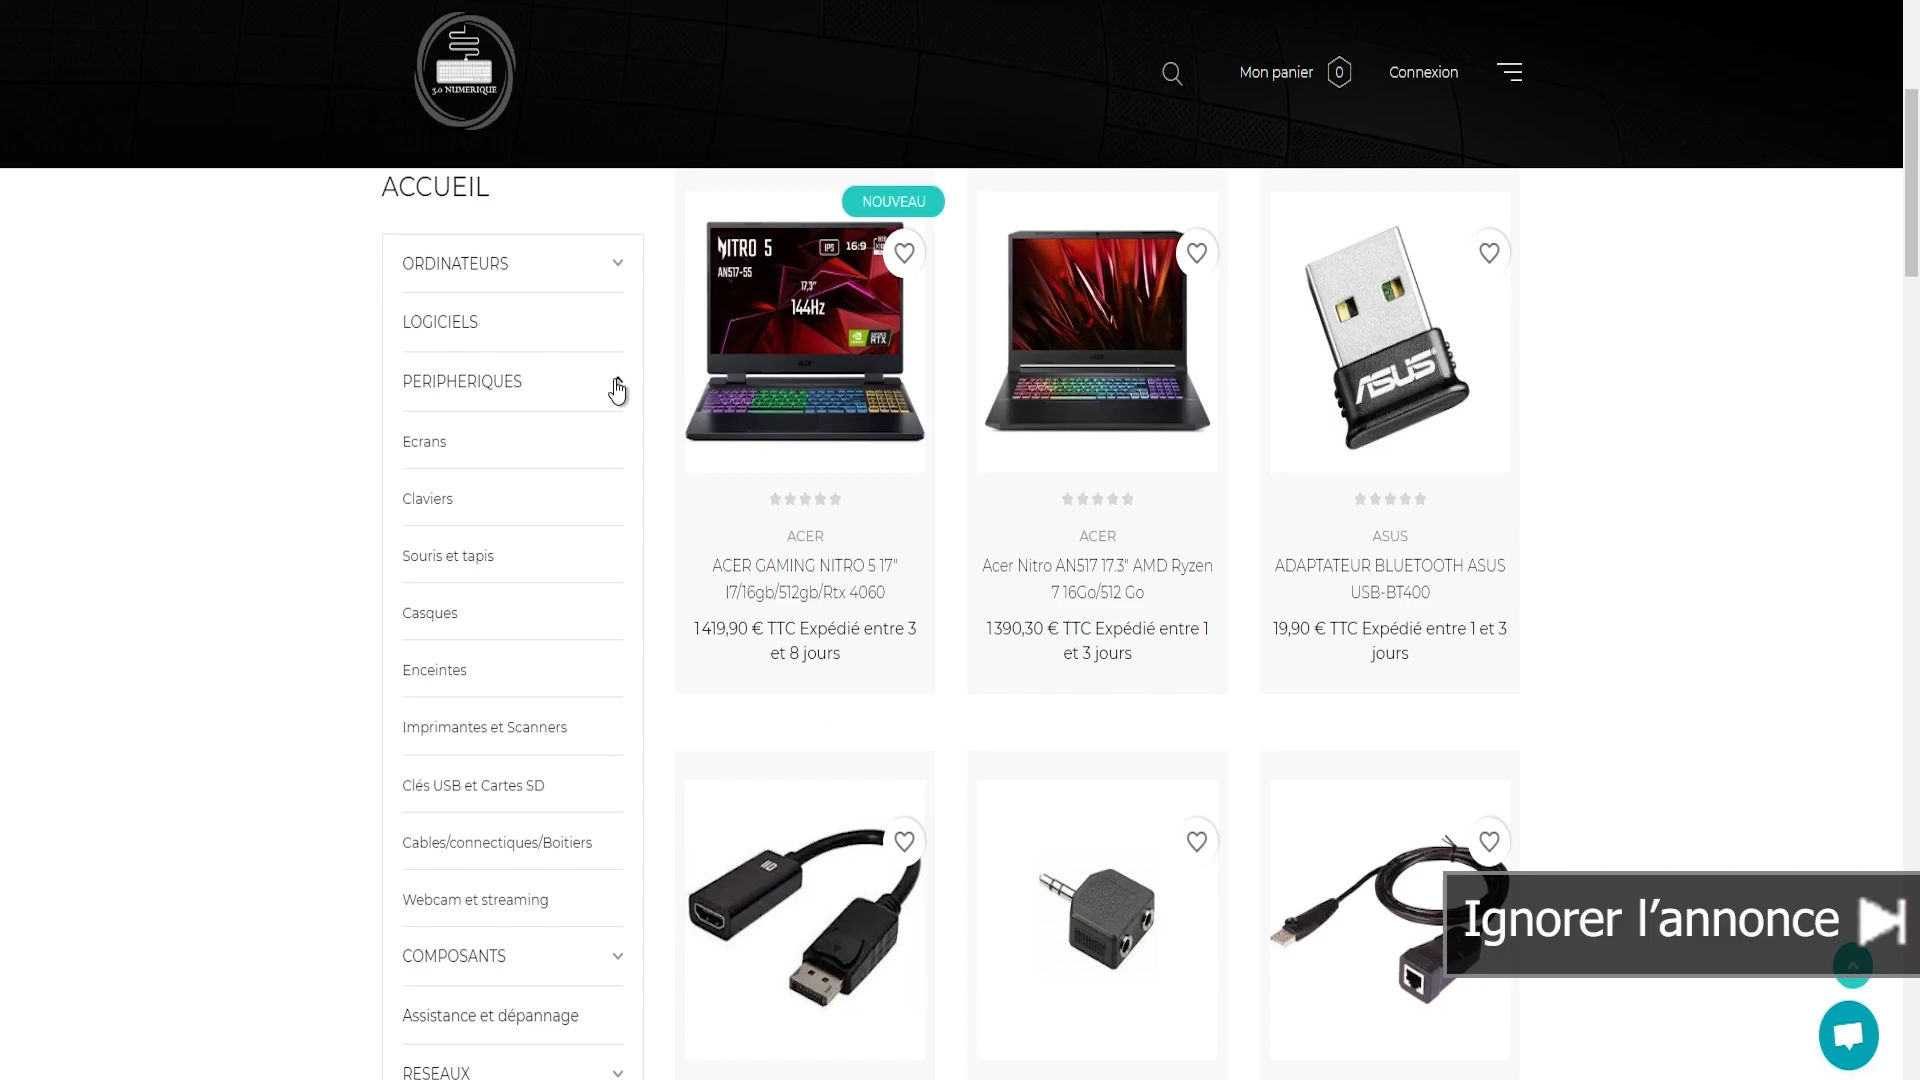 3.0 NUMERIQUE
Mon panier 0 Connexion
ACCUEIL
ORDINATEURS
LOGICIELS
PERIPHERIQUES
Ecrans
Claviers
Souris et tapis
Casques
Enceintes
Imprimantes et Scanners
Clés USB et Cartes SD
Cables/connectiques/Boitiers
Webcam et streaming
COMPOSANTS
Assistance et dépannage
RESEAUX
NOUVEAU
NITRO 5
IPS 16:9
AN517-55
17,3"
144Hz
RTX
ACER
ACER GAMING NITRO 5 17"
I7/16gb/512gb/Rtx 4060
1 419,90 € TTC Expédié entre 3
et 8 jours
ACER
Acer Nitro AN517 17.3" AMD Ryzen
7 16Go/512 Go
1 390,30 € TTC Expédié entre 1
et 3 jours
ASUS
ASUS
ADAPTATEUR BLUETOOTH ASUS
USB-BT400
19,90 € TTC Expédié entre 1 et 3
jours
Ignorer l’annonce